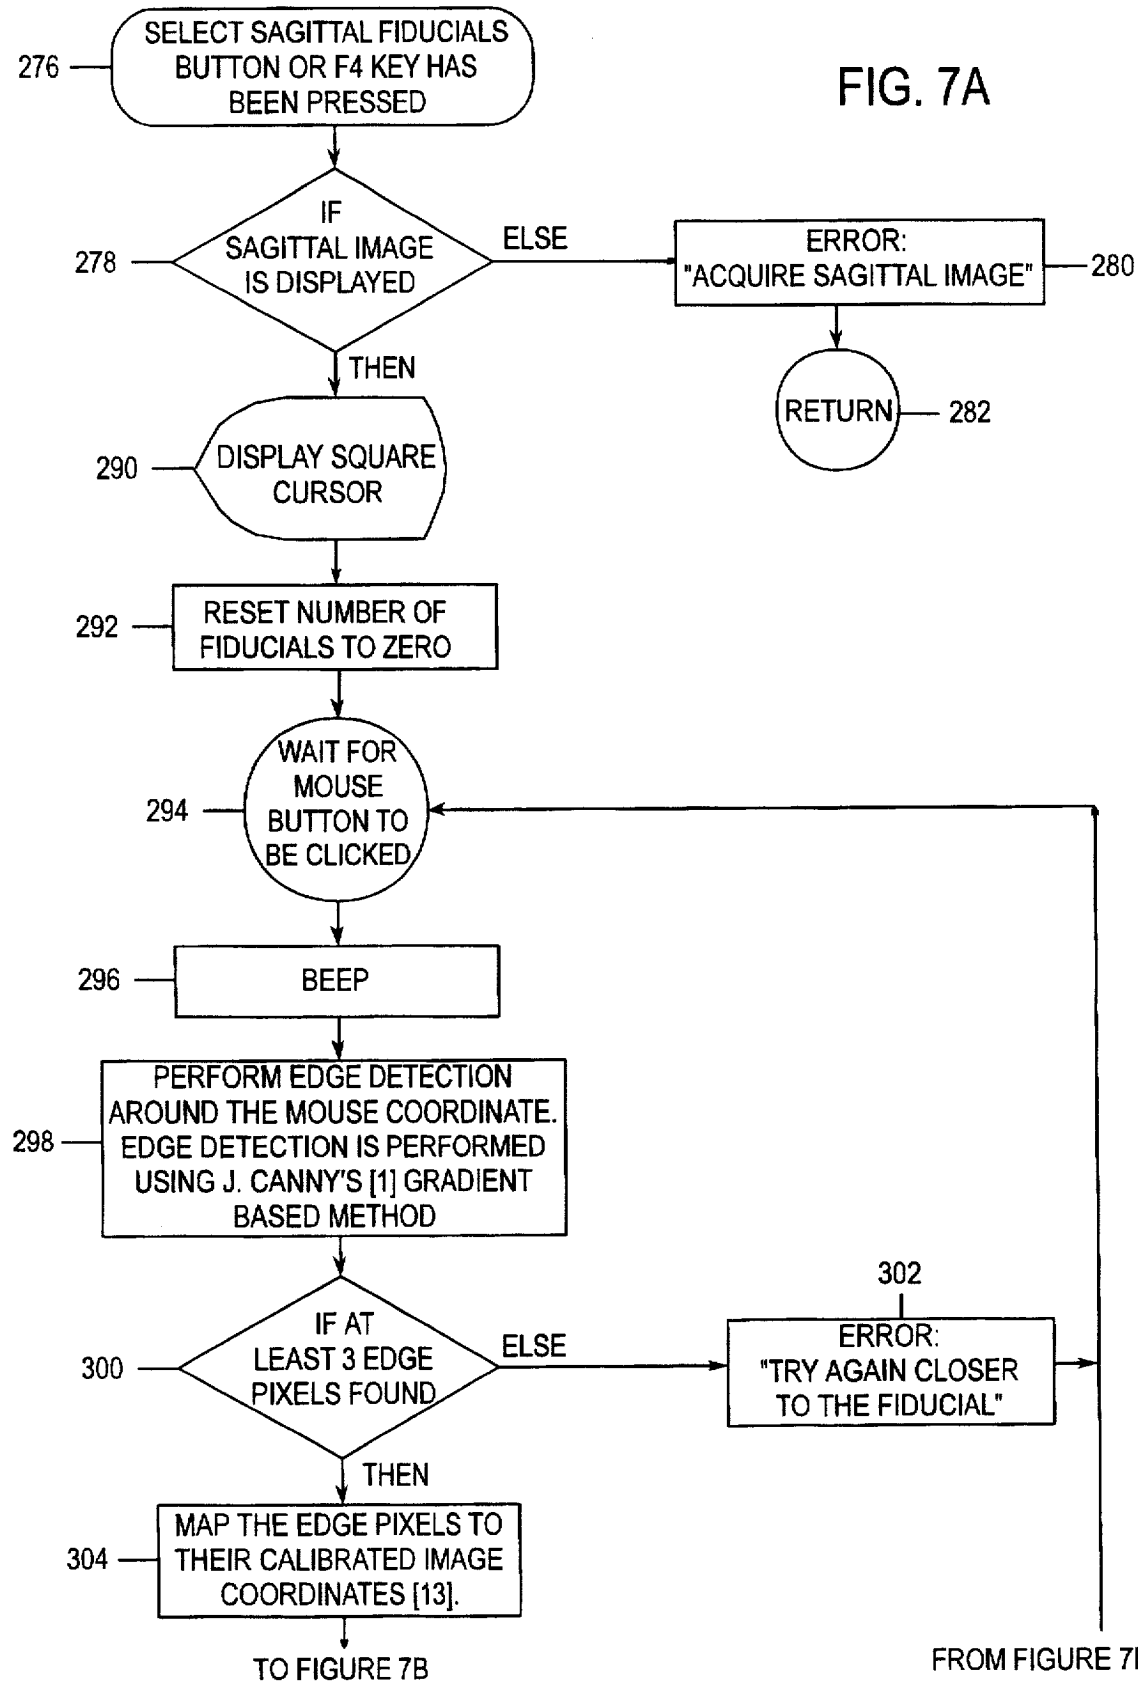 SELECT SAGITTAL FIDUCIALS
BUTTON OR F4 KEY HAS
BEEN PRESSED
276
FIG. 7A
IF
SAGITTAL IMAGE
IS DISPLAYED
278
ELSE
ERROR:
"ACQUIRE SAGITTAL IMAGE"
280
THEN
RETURN
282
DISPLAY SQUARE
CURSOR
290
RESET NUMBER OF
FIDUCIALS TO ZERO
292
WAIT FOR
MOUSE
BUTTON TO
BE CLICKED
294
BEEP
296
PERFORM EDGE DETECTION
AROUND THE MOUSE COORDINATE.
EDGE DETECTION IS PERFORMED
USING J. CANNY'S [1] GRADIENT
BASED METHOD
298
IF AT
LEAST 3 EDGE
PIXELS FOUND
300
ELSE
302
ERROR:
"TRY AGAIN CLOSER
TO THE FIDUCIAL"
THEN
MAP THE EDGE PIXELS TO
THEIR CALIBRATED IMAGE
COORDINATES [13].
304
TO FIGURE 7B
FROM FIGURE